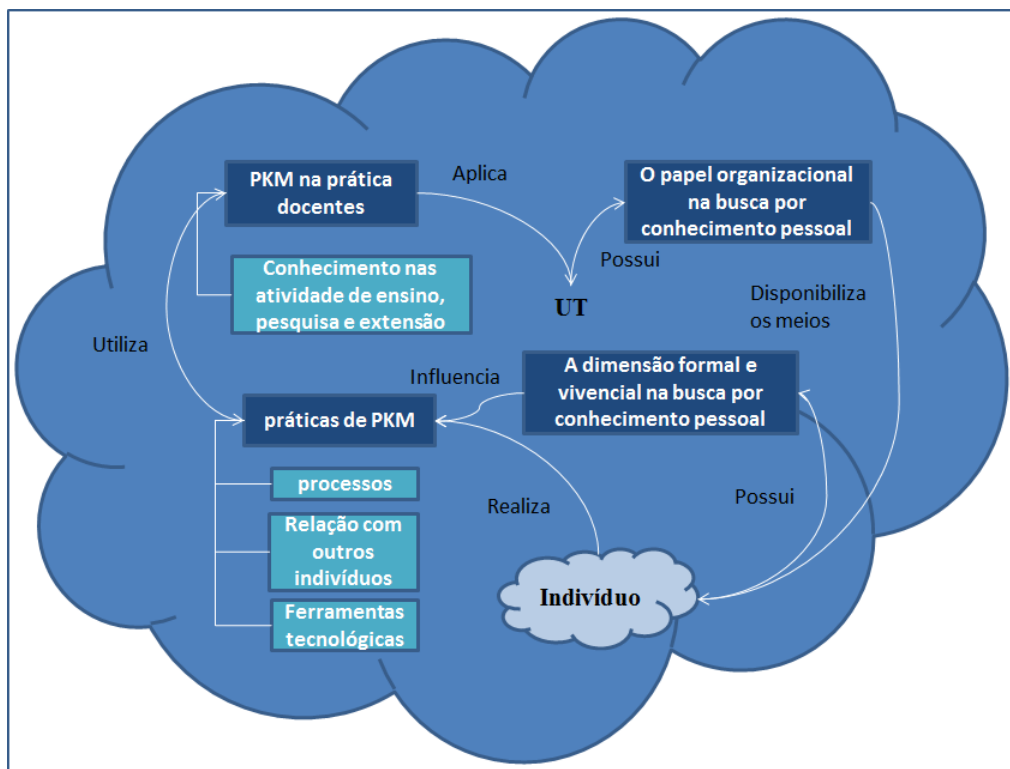 PKM na prática
docentes
Aplica
O papel organizacional
na busca por
conhecimento pessoal
Possui
Conhecimento nas
atividade de ensino,
pesquisa e extensão
UT
Disponibiliza
os meios
Utiliza
Influencia
A dimensão formal e
vivencial na busca por
conhecimento pessoal
práticas de PKM
processos
Realiza
Possui
Relação com
outros
indivíduos
Indivíduo
Ferramentas
tecnológicas